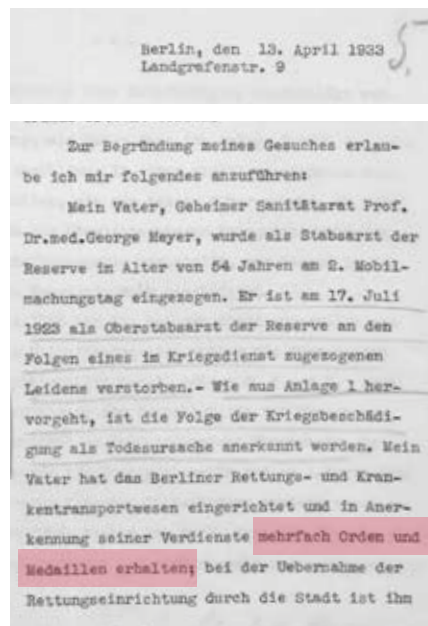 Berlin, den 13. April 1933
Landgrafenstr. 9
Zur Begründung meines Gesuches erlau-
be ich mir folgendes anzuführen:
Mein Vater, Geheimer Sanitätsrat Prof.
Dr.med.George Meyer, wurde als Stabsarzt der
Reserve im Alter von 54 Jahren am 2. Mobil-
machungstag eingezogen. Er ist am 17. Juli
1923 als Oberstabsarzt der Reserve an den
Folgen eines im Kriegsdienst zugezogenen
Leidens verstorben.- Wie aus Anlage 1 her-
vorgeht, ist die Folge der Kriegsbeschädi-
gung als Todesursache anerkannt worden. Mein
Vater hat das Berliner Rettungs- und Kran-
kentransportwesen eingerichtet und in Aner-
kennung seiner Verdienste mehrfach Orden und
Medaillen erhalten; bei der Uebernahme der
Rettungseinrichtung durch die Stadt ist ihm